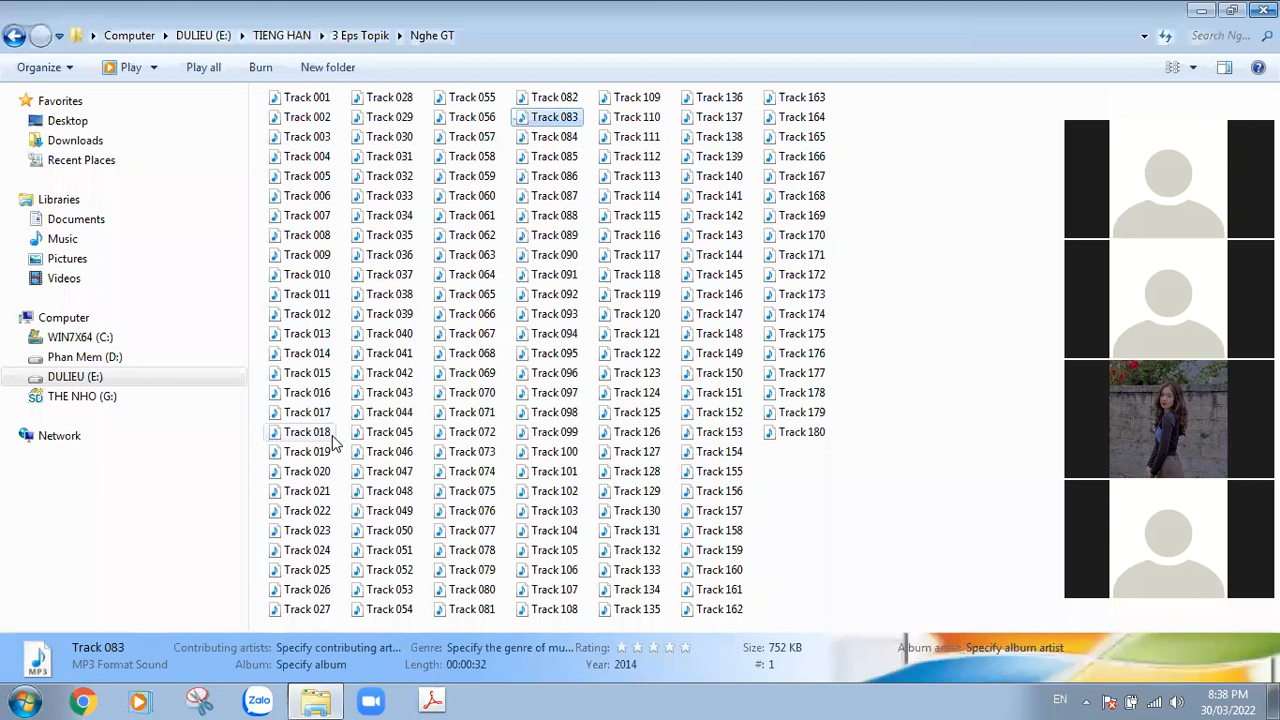 Computer DULIEU (E:) TIENG HAN 3 Eps Topik Nghe GT Search Ng...
Organize Play Play all Burn New folder
Favorites
Desktop
Downloads
Recent Places
Libraries
Documents
Music
Pictures
Videos
Computer
WIN7X64 (C:)
Phan Mem (D:)
DULIEU (E:)
THE NHO (G:)
Network
Track 001 Track 028 Track 055 Track 082 Track 109 Track 136 Track 163
Track 002 Track 029 Track 056 Track 083 Track 110 Track 137 Track 164
Track 003 Track 030 Track 057 Track 084 Track 111 Track 138 Track 165
Track 004 Track 031 Track 058 Track 085 Track 112 Track 139 Track 166
Track 005 Track 032 Track 059 Track 086 Track 113 Track 140 Track 167
Track 006 Track 033 Track 060 Track 087 Track 114 Track 141 Track 168
Track 007 Track 034 Track 061 Track 088 Track 115 Track 142 Track 169
Track 008 Track 035 Track 062 Track 089 Track 116 Track 143 Track 170
Track 009 Track 036 Track 063 Track 090 Track 117 Track 144 Track 171
Track 010 Track 037 Track 064 Track 091 Track 118 Track 145 Track 172
Track 011 Track 038 Track 065 Track 092 Track 119 Track 146 Track 173
Track 012 Track 039 Track 066 Track 093 Track 120 Track 147 Track 174
Track 013 Track 040 Track 067 Track 094 Track 121 Track 148 Track 175
Track 014 Track 041 Track 068 Track 095 Track 122 Track 149 Track 176
Track 015 Track 042 Track 069 Track 096 Track 123 Track 150 Track 177
Track 016 Track 043 Track 070 Track 097 Track 124 Track 151 Track 178
Track 017 Track 044 Track 071 Track 098 Track 125 Track 152 Track 179
Track 018 Track 045 Track 072 Track 099 Track 126 Track 153 Track 180
Track 019 Track 046 Track 073 Track 100 Track 127 Track 154
Track 020 Track 047 Track 074 Track 101 Track 128 Track 155
Track 021 Track 048 Track 075 Track 102 Track 129 Track 156
Track 022 Track 049 Track 076 Track 103 Track 130 Track 157
Track 023 Track 050 Track 077 Track 104 Track 131 Track 158
Track 024 Track 051 Track 078 Track 105 Track 132 Track 159
Track 025 Track 052 Track 079 Track 106 Track 133 Track 160
Track 026 Track 053 Track 080 Track 107 Track 134 Track 161
Track 027 Track 054 Track 081 Track 108 Track 135 Track 162
Track 083 Contributing artists: Specify contributing art... Genre: Specify the genre of mu... Rating: Size: 752 KB Album artist: Specify album artist
MP3 Format Sound Album: Specify album Length: 00:00:32 Year: 2014 #: 1
MP3
Zalo
EN
8:38 PM
30/03/2022